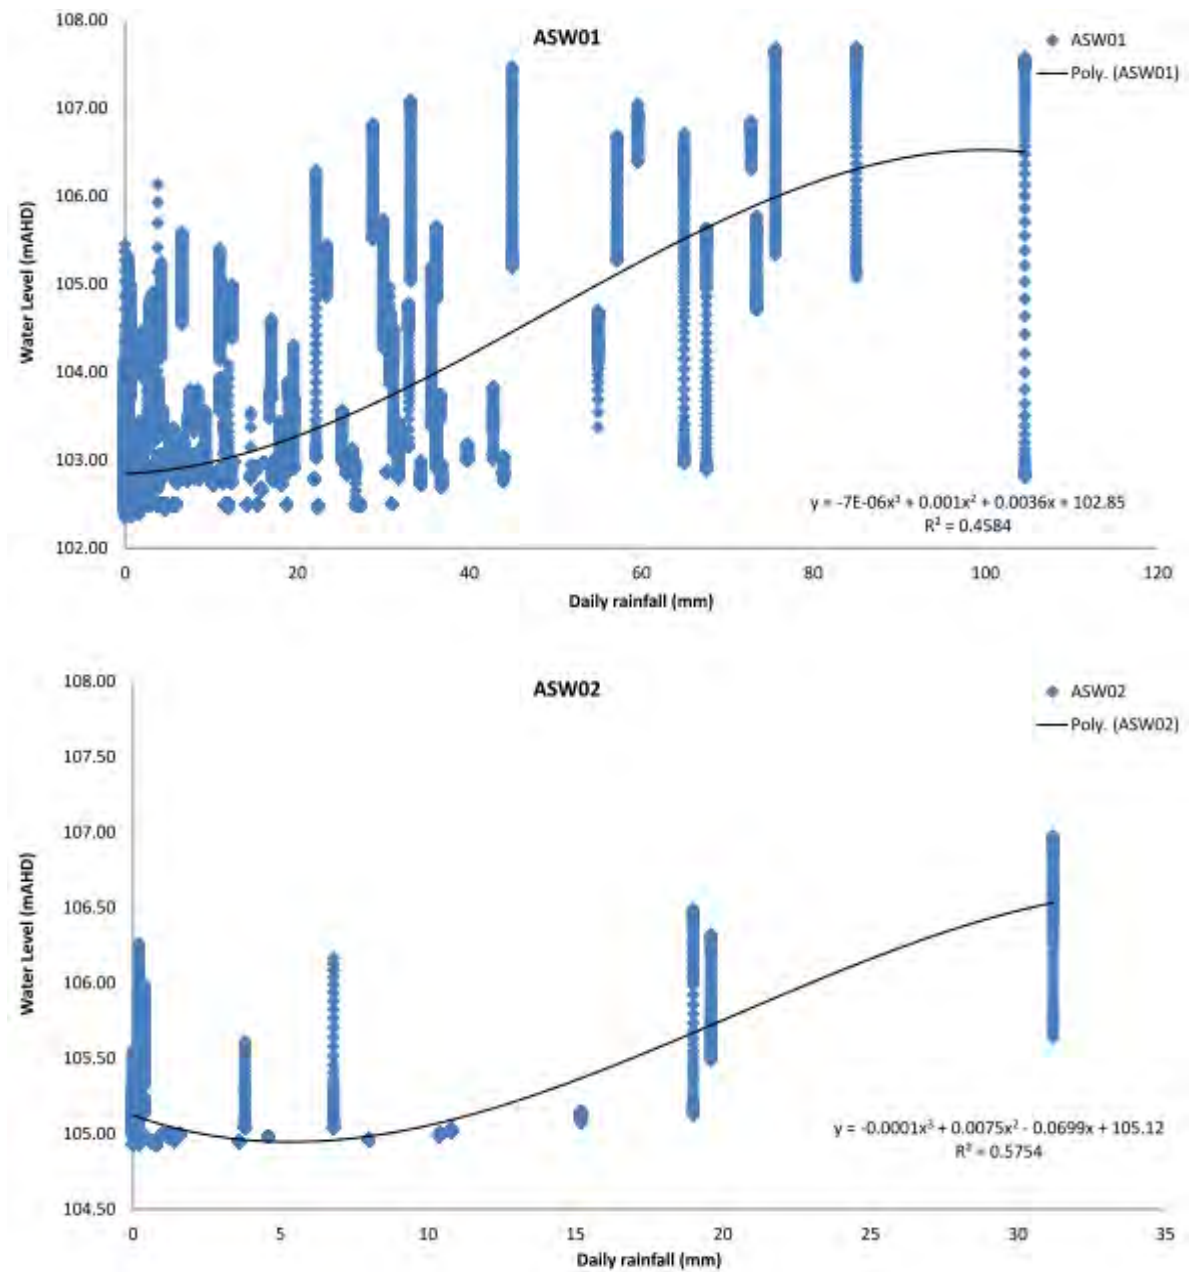 ASW01
ASW01
Poly. (ASW01)
108.00
107.00
106.00
105.00
104.00
103.00
102.00
Water Level (mAHD)
y = -7E-06x³ + 0.001x² + 0.0036x + 102.85
R² = 0.4584
0 20 40 60 80 100 120
Daily rainfall (mm)
ASW02
ASW02
Poly. (ASW02)
108.00
107.50
107.00
106.50
106.00
105.50
105.00
104.50
Water Level (mAHD)
y = -0.0001x³ + 0.0075x² - 0.0699x + 105.12
R² = 0.5754
0 5 10 15 20 25 30 35
Daily rainfall (mm)